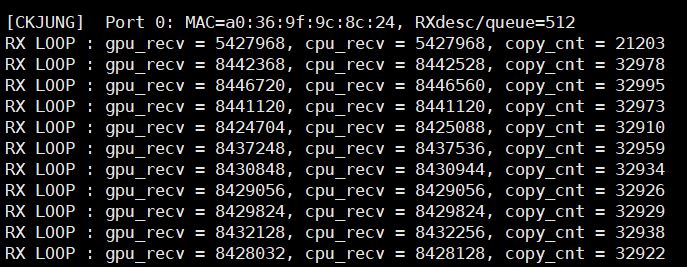 [CKJUNG]  Port 0: MAC=a0:36:9f:9c:8c:24, RXdesc/queue=512
RX LOOP : gpu_recv = 5427968, cpu_recv = 5427968, copy_cnt = 21203
RX LOOP : gpu_recv = 8442368, cpu_recv = 8442528, copy_cnt = 32978
RX LOOP : gpu_recv = 8446720, cpu_recv = 8446560, copy_cnt = 32995
RX LOOP : gpu_recv = 8441120, cpu_recv = 8441120, copy_cnt = 32973
RX LOOP : gpu_recv = 8424704, cpu_recv = 8425088, copy_cnt = 32910
RX LOOP : gpu_recv = 8437248, cpu_recv = 8437536, copy_cnt = 32959
RX LOOP : gpu_recv = 8430848, cpu_recv = 8430944, copy_cnt = 32934
RX LOOP : gpu_recv = 8429056, cpu_recv = 8429056, copy_cnt = 32926
RX LOOP : gpu_recv = 8429824, cpu_recv = 8429824, copy_cnt = 32929
RX LOOP : gpu_recv = 8432128, cpu_recv = 8432256, copy_cnt = 32938
RX LOOP : gpu_recv = 8428032, cpu_recv = 8428128, copy_cnt = 32922